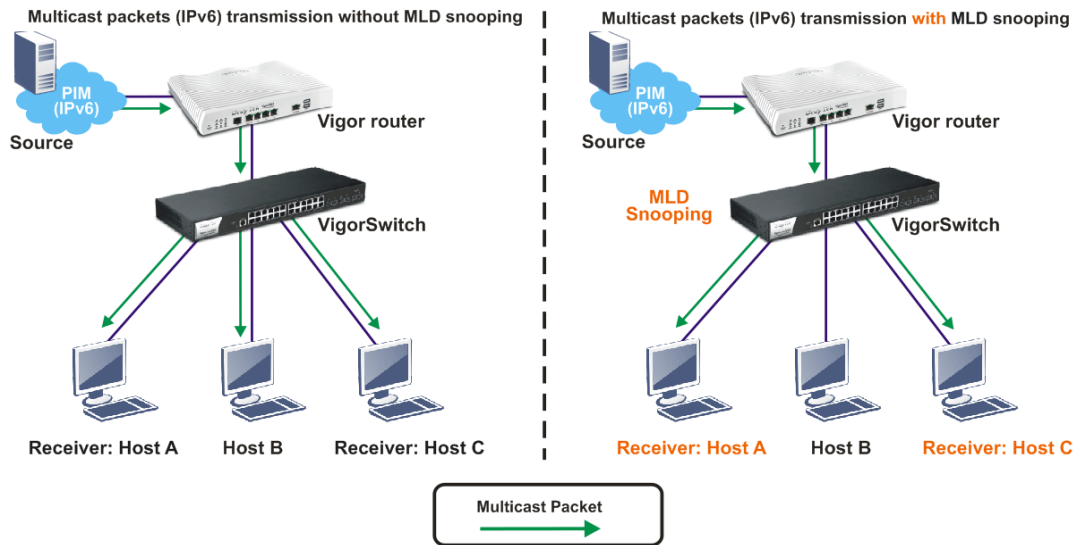 Multicast packets (IPv6) transmission without MLD snooping
PIM
(IPv6)
Source
Vigor router
VigorSwitch
Receiver: Host A
Host B
Receiver: Host C
Multicast packets (IPv6) transmission with MLD snooping
PIM
(IPv6)
Source
Vigor router
MLD
Snooping
VigorSwitch
Receiver: Host A
Host B
Receiver: Host C
Multicast Packet